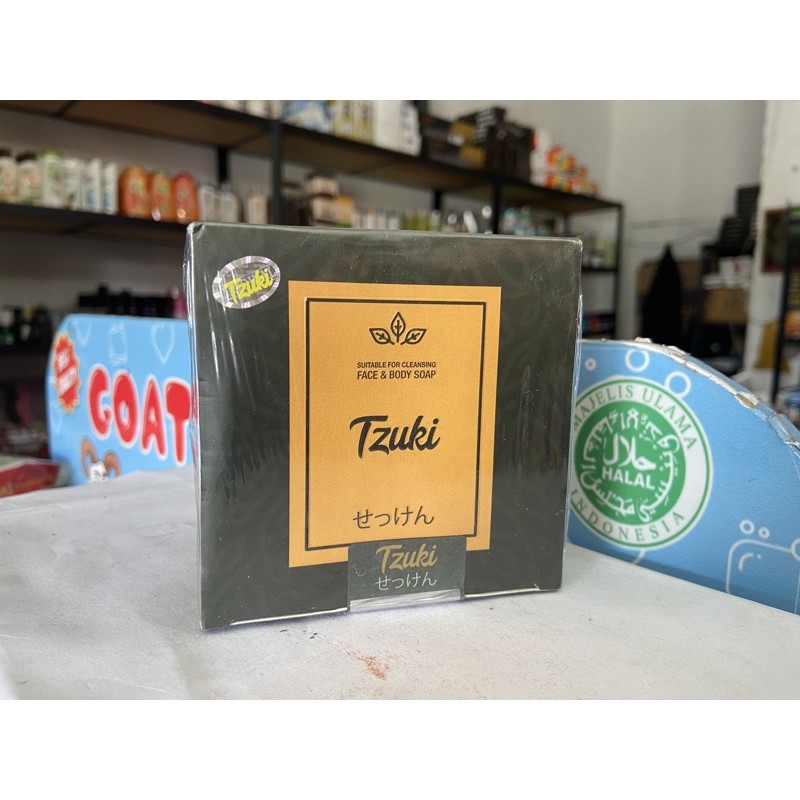 Tzuki
SUITABLE FOR CLEANSING
FACE & BODY SOAP
Tzuki
せっけん
Tzuki
せっけん
GOAT
MAJELIS ULAMA
حلال
HALAL
INDONESIA